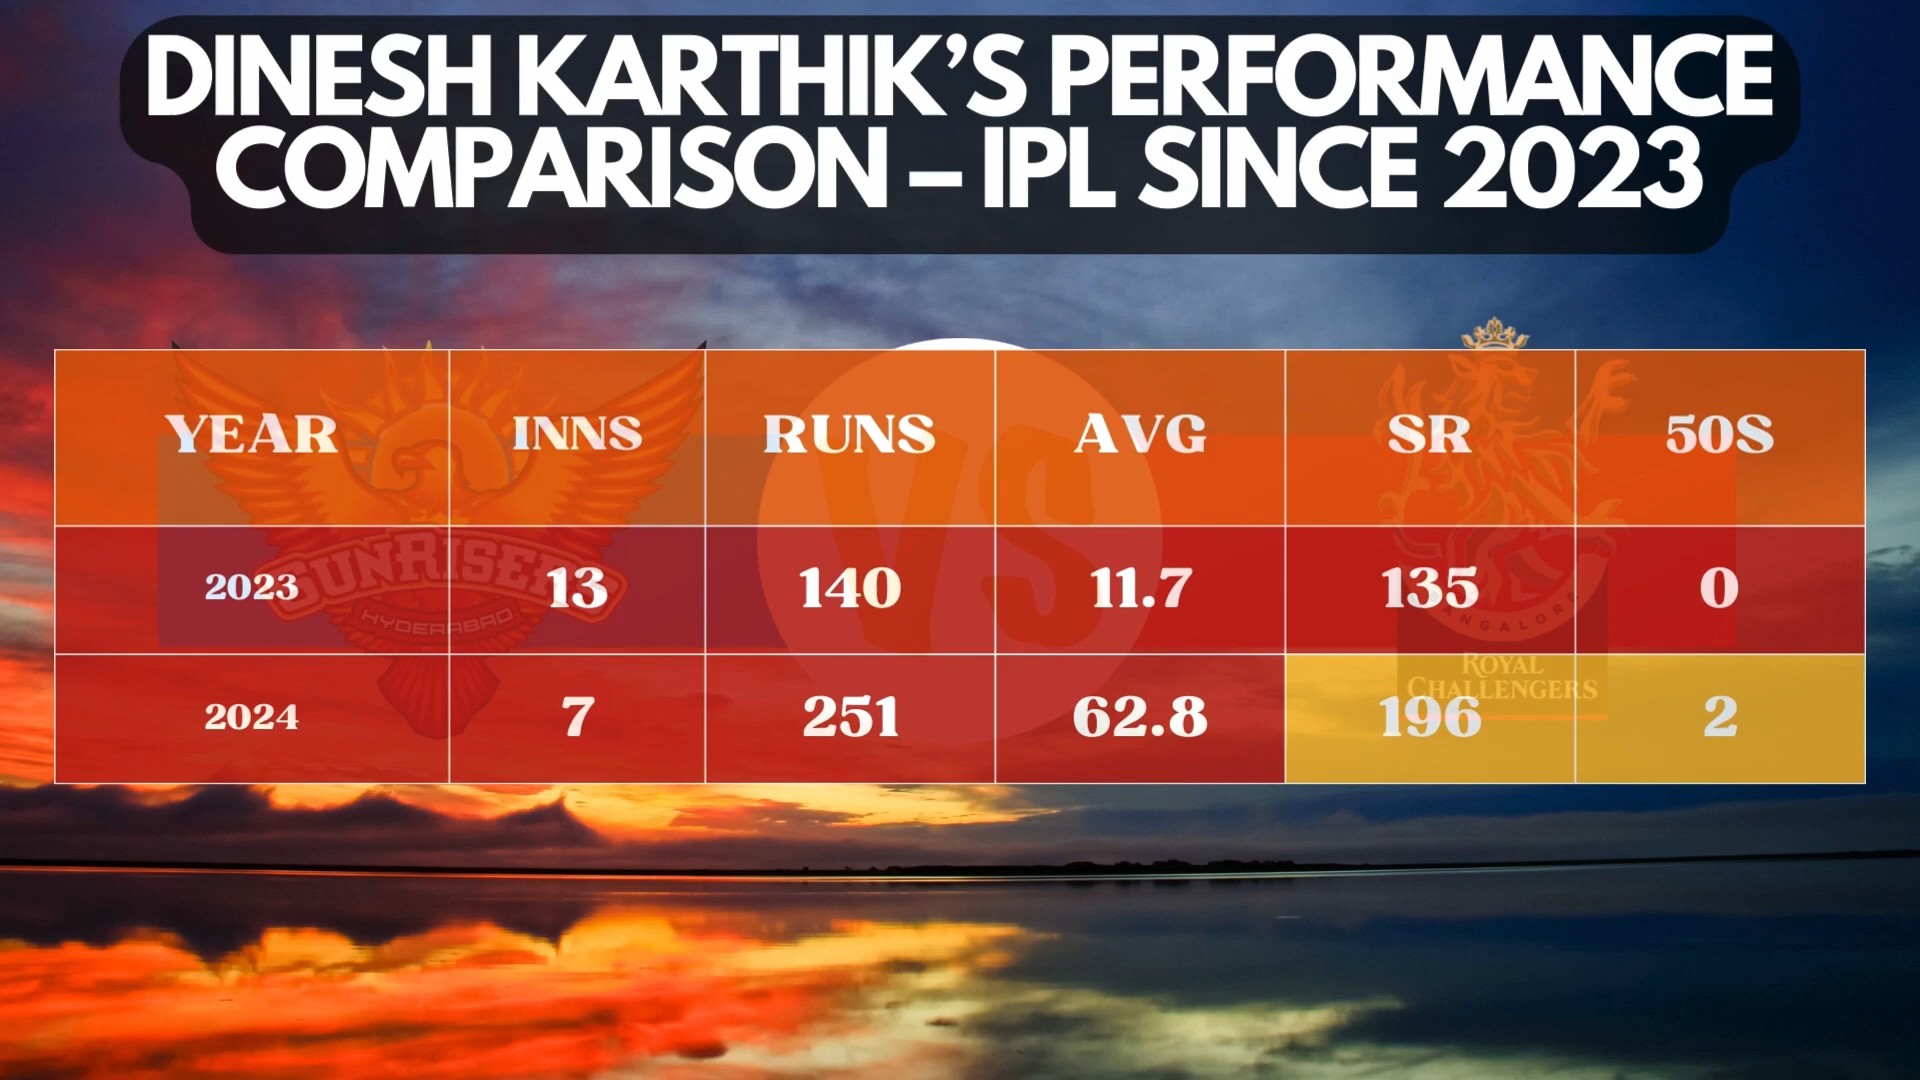 DINESH KARTHIK’S PERFORMANCE
COMPARISON – IPL SINCE 2023
YEAR INNS RUNS AVG SR 50S
VS
SUNRISERS
HYDERABAD
2023 13 140 11.7 135 0
BANGALORE
ROYAL
CHALLENGERS
2024 7 251 62.8 196 2